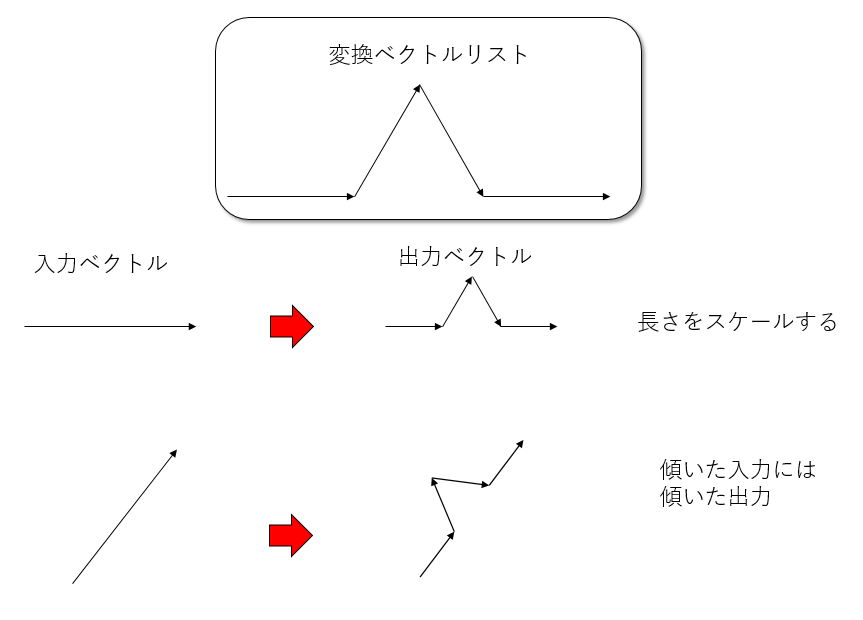 変換ベクトルリスト
入力ベクトル
出力ベクトル
長さをスケールする
傾いた入力には
傾いた出力